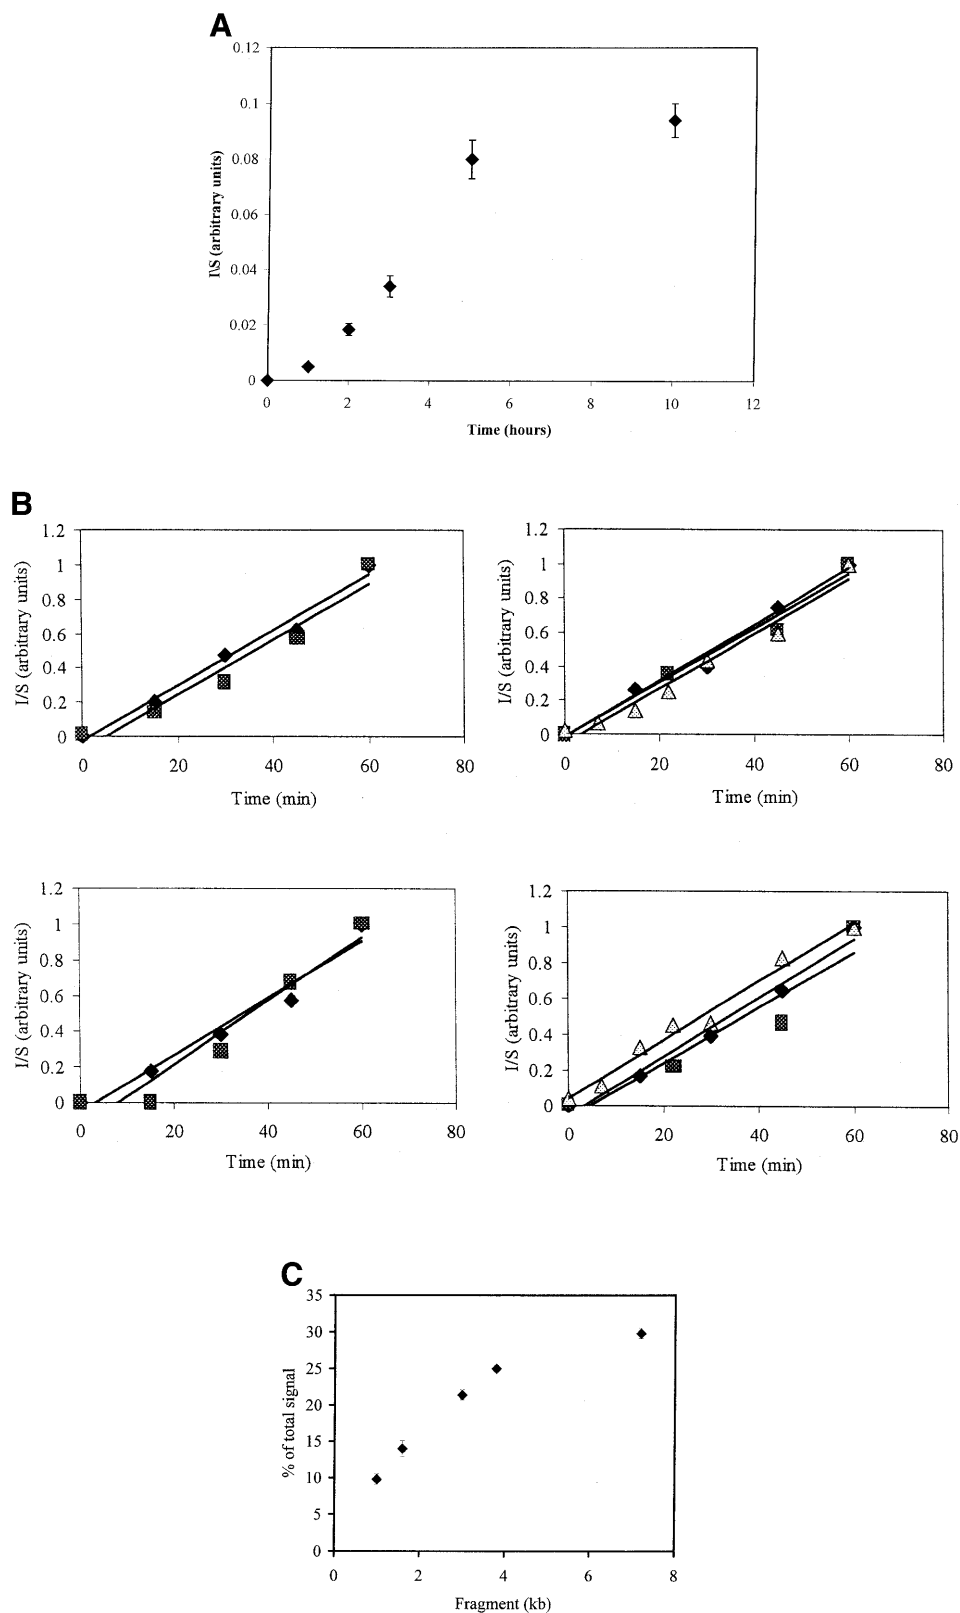 A
0.12
0.1
0.08
0.06
0.04
0.02
0
I\S (arbitrary units)
0 2 4 6 8 10 12
Time (hours)
B
1.2
1
0.8
0.6
0.4
0.2
0
I/S (arbitrary units)
0 20 40 60 80
Time (min)
1.2
1
0.8
0.6
0.4
0.2
0
I/S (arbitrary units)
0 20 40 60 80
Time (min)
1.2
1
0.8
0.6
0.4
0.2
0
I/S (arbitrary units)
0 20 40 60 80
Time (min)
1.2
1
0.8
0.6
0.4
0.2
0
I/S (arbitrary units)
0 20 40 60 80
Time (min)
C
35
30
25
20
15
10
5
0
% of total signal
0 2 4 6 8
Fragment (kb)